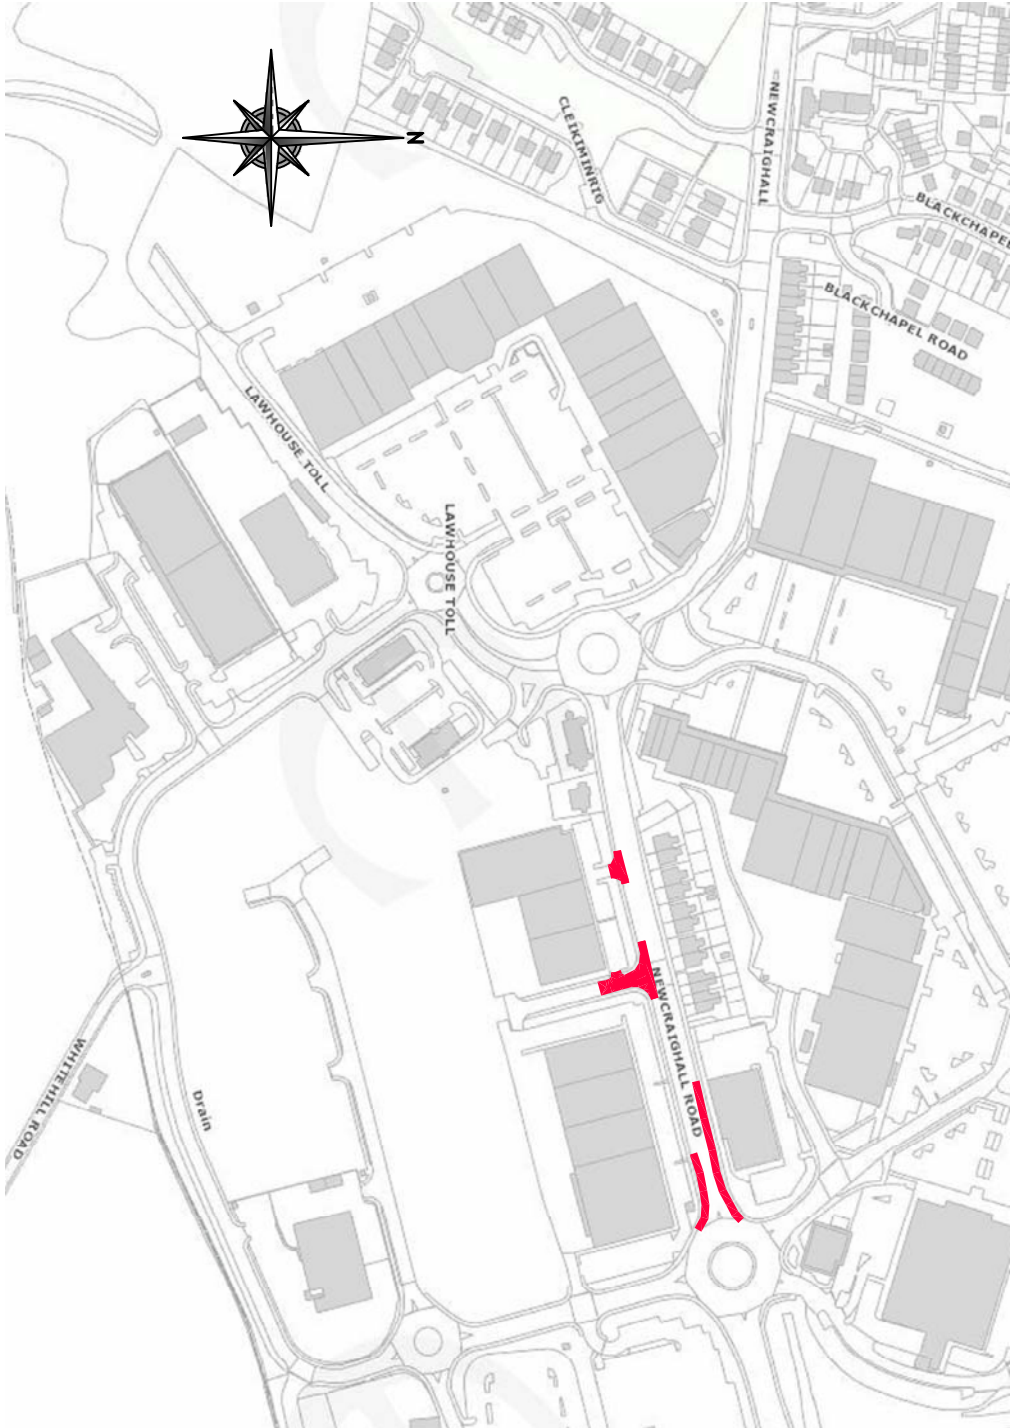 NEWCRAIGHALL
CLEIKIMINRIG
N
BLACKCHAPEL
BLACKCHAPEL ROAD
LAWHOUSE TOLL
LAWHOUSE TOLL
NEWCRAIGHALL ROAD
WHITEHILL ROAD
Drain